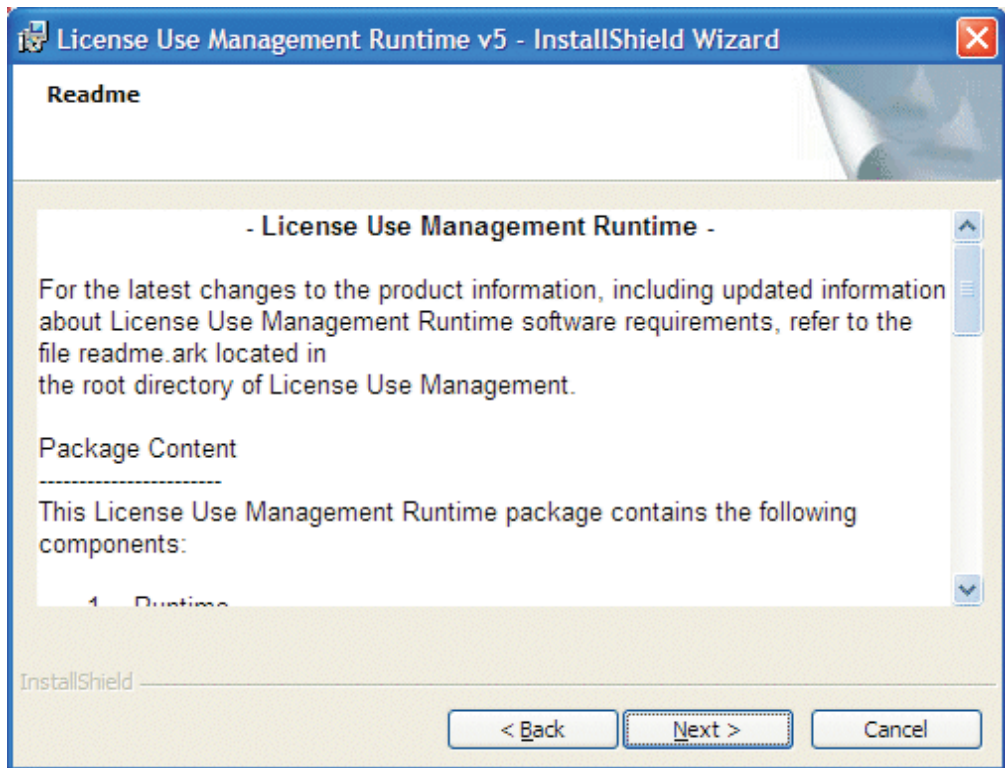 License Use Management Runtime v5 - InstallShield Wizard
Readme
- License Use Management Runtime -
For the latest changes to the product information, including updated information
about License Use Management Runtime software requirements, refer to the
file readme.ark located in
the root directory of License Use Management.
Package Content
-----------------------
This License Use Management Runtime package contains the following
components:
1. Runtime
InstallShield
< Back
Next >
Cancel